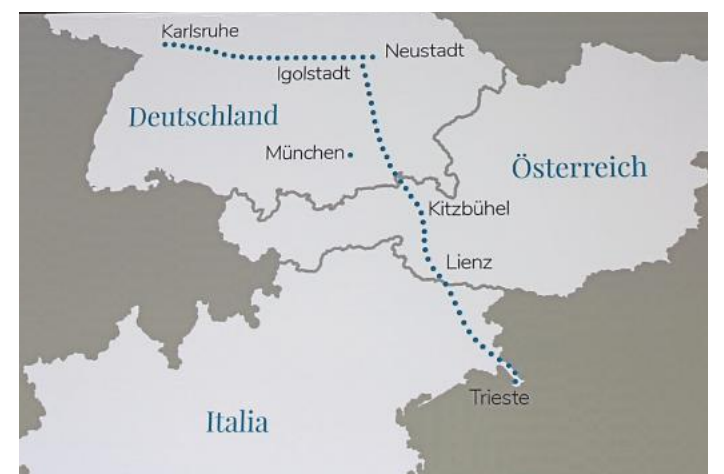 Karlsruhe
Neustadt
Igolstadt
Deutschland
München
Österreich
Kitzbühel
Lienz
Trieste
Italia